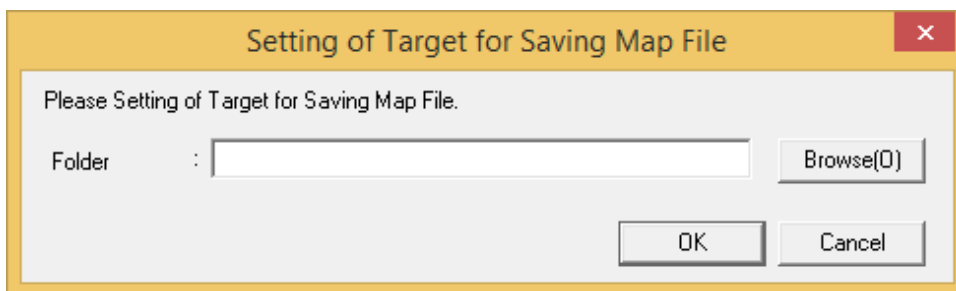 Setting of Target for Saving Map File
Please Setting of Target for Saving Map File.
Folder : Browse(O)
OK Cancel